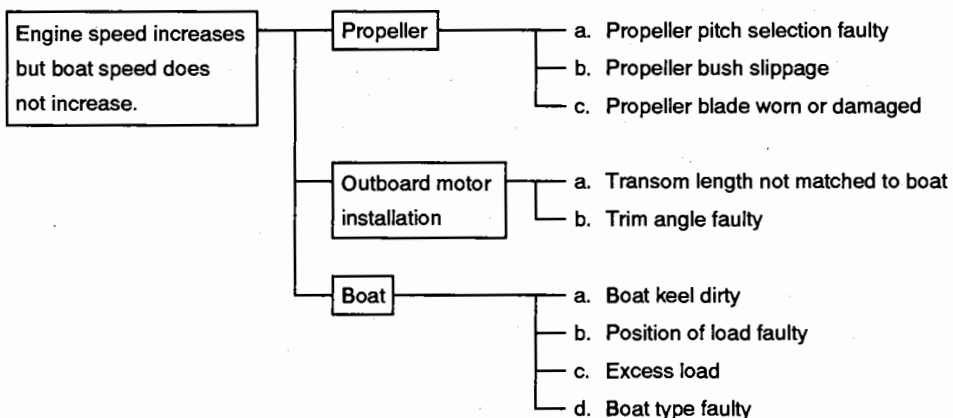 Engine speed increases
but boat speed does
not increase.
Propeller
a. Propeller pitch selection faulty
b. Propeller bush slippage
c. Propeller blade worn or damaged
Outboard motor
installation
a. Transom length not matched to boat
b. Trim angle faulty
Boat
a. Boat keel dirty
b. Position of load faulty
c. Excess load
d. Boat type faulty